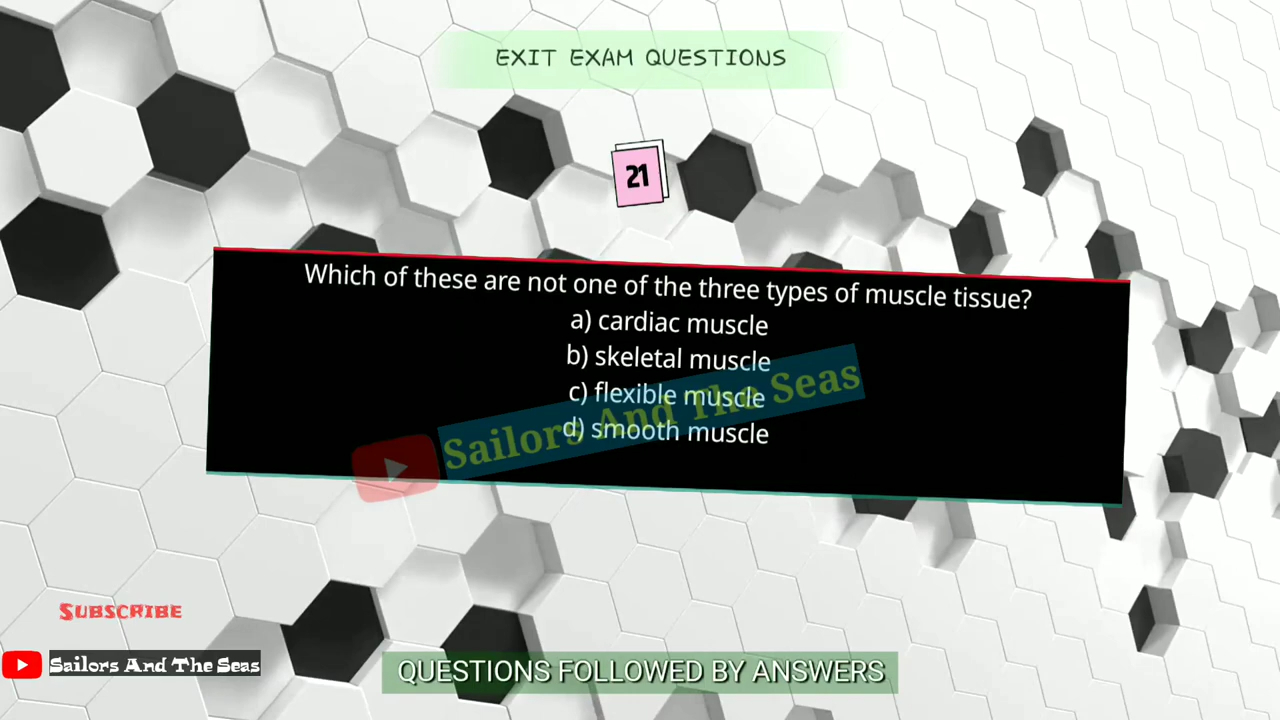 EXIT EXAM QUESTIONS
21
Which of these are not one of the three types of muscle tissue?
a) cardiac muscle
b) skeletal muscle
c) flexible muscle
d) smooth muscle
Sailors And The Seas
SUBSCRIBE
Sailors And The Seas
QUESTIONS FOLLOWED BY ANSWERS